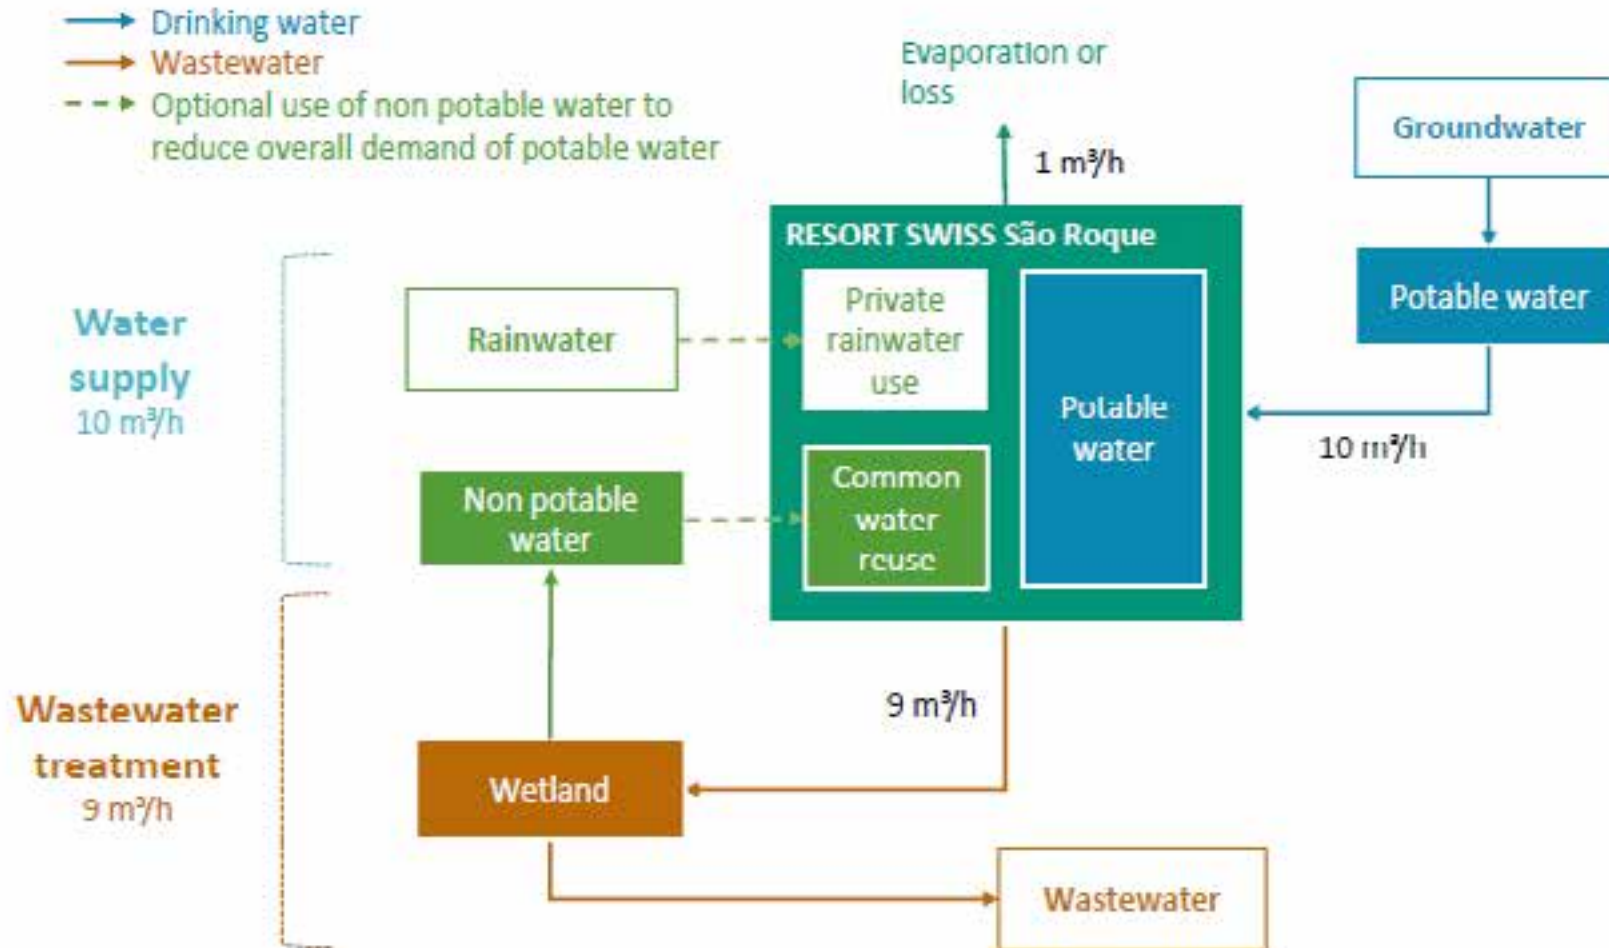 Drinking water
Wastewater
Optional use of non potable water to
reduce overall demand of potable water
Evaporation or
loss
1 m³/h
Groundwater
Potable water
10 m³/h
RESORT SWISS São Roque
Private
rainwater
use
Potable
water
Common
water
reuse
Water
supply
10 m³/h
Rainwater
Non potable
water
9 m³/h
Wastewater
treatment
9 m³/h
Wetland
Wastewater